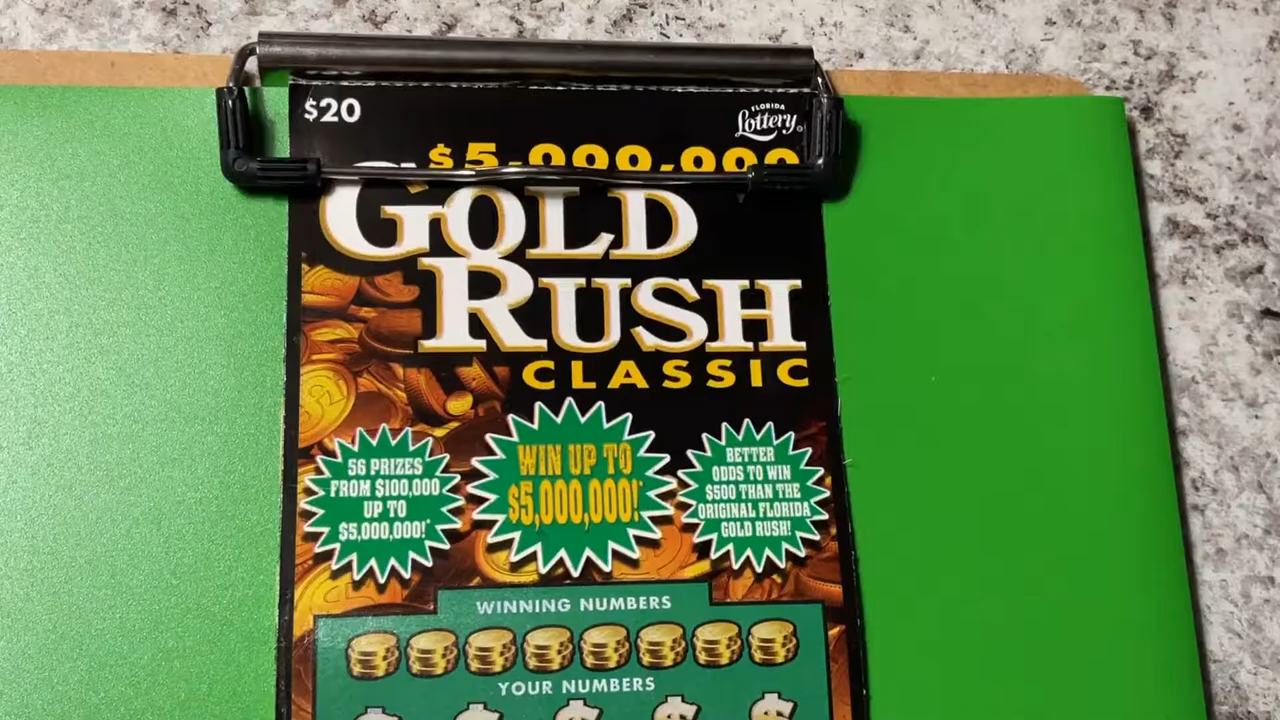 $20
FLORIDA
Lottery
$5,000,000
GOLD
RUSH
CLASSIC
56 PRIZES
FROM $100,000
UP TO
$5,000,000!*
WIN UP TO
$5,000,000!*
BETTER
ODDS TO WIN
$500 THAN THE
ORIGINAL FLORIDA
GOLD RUSH!
WINNING NUMBERS
YOUR NUMBERS